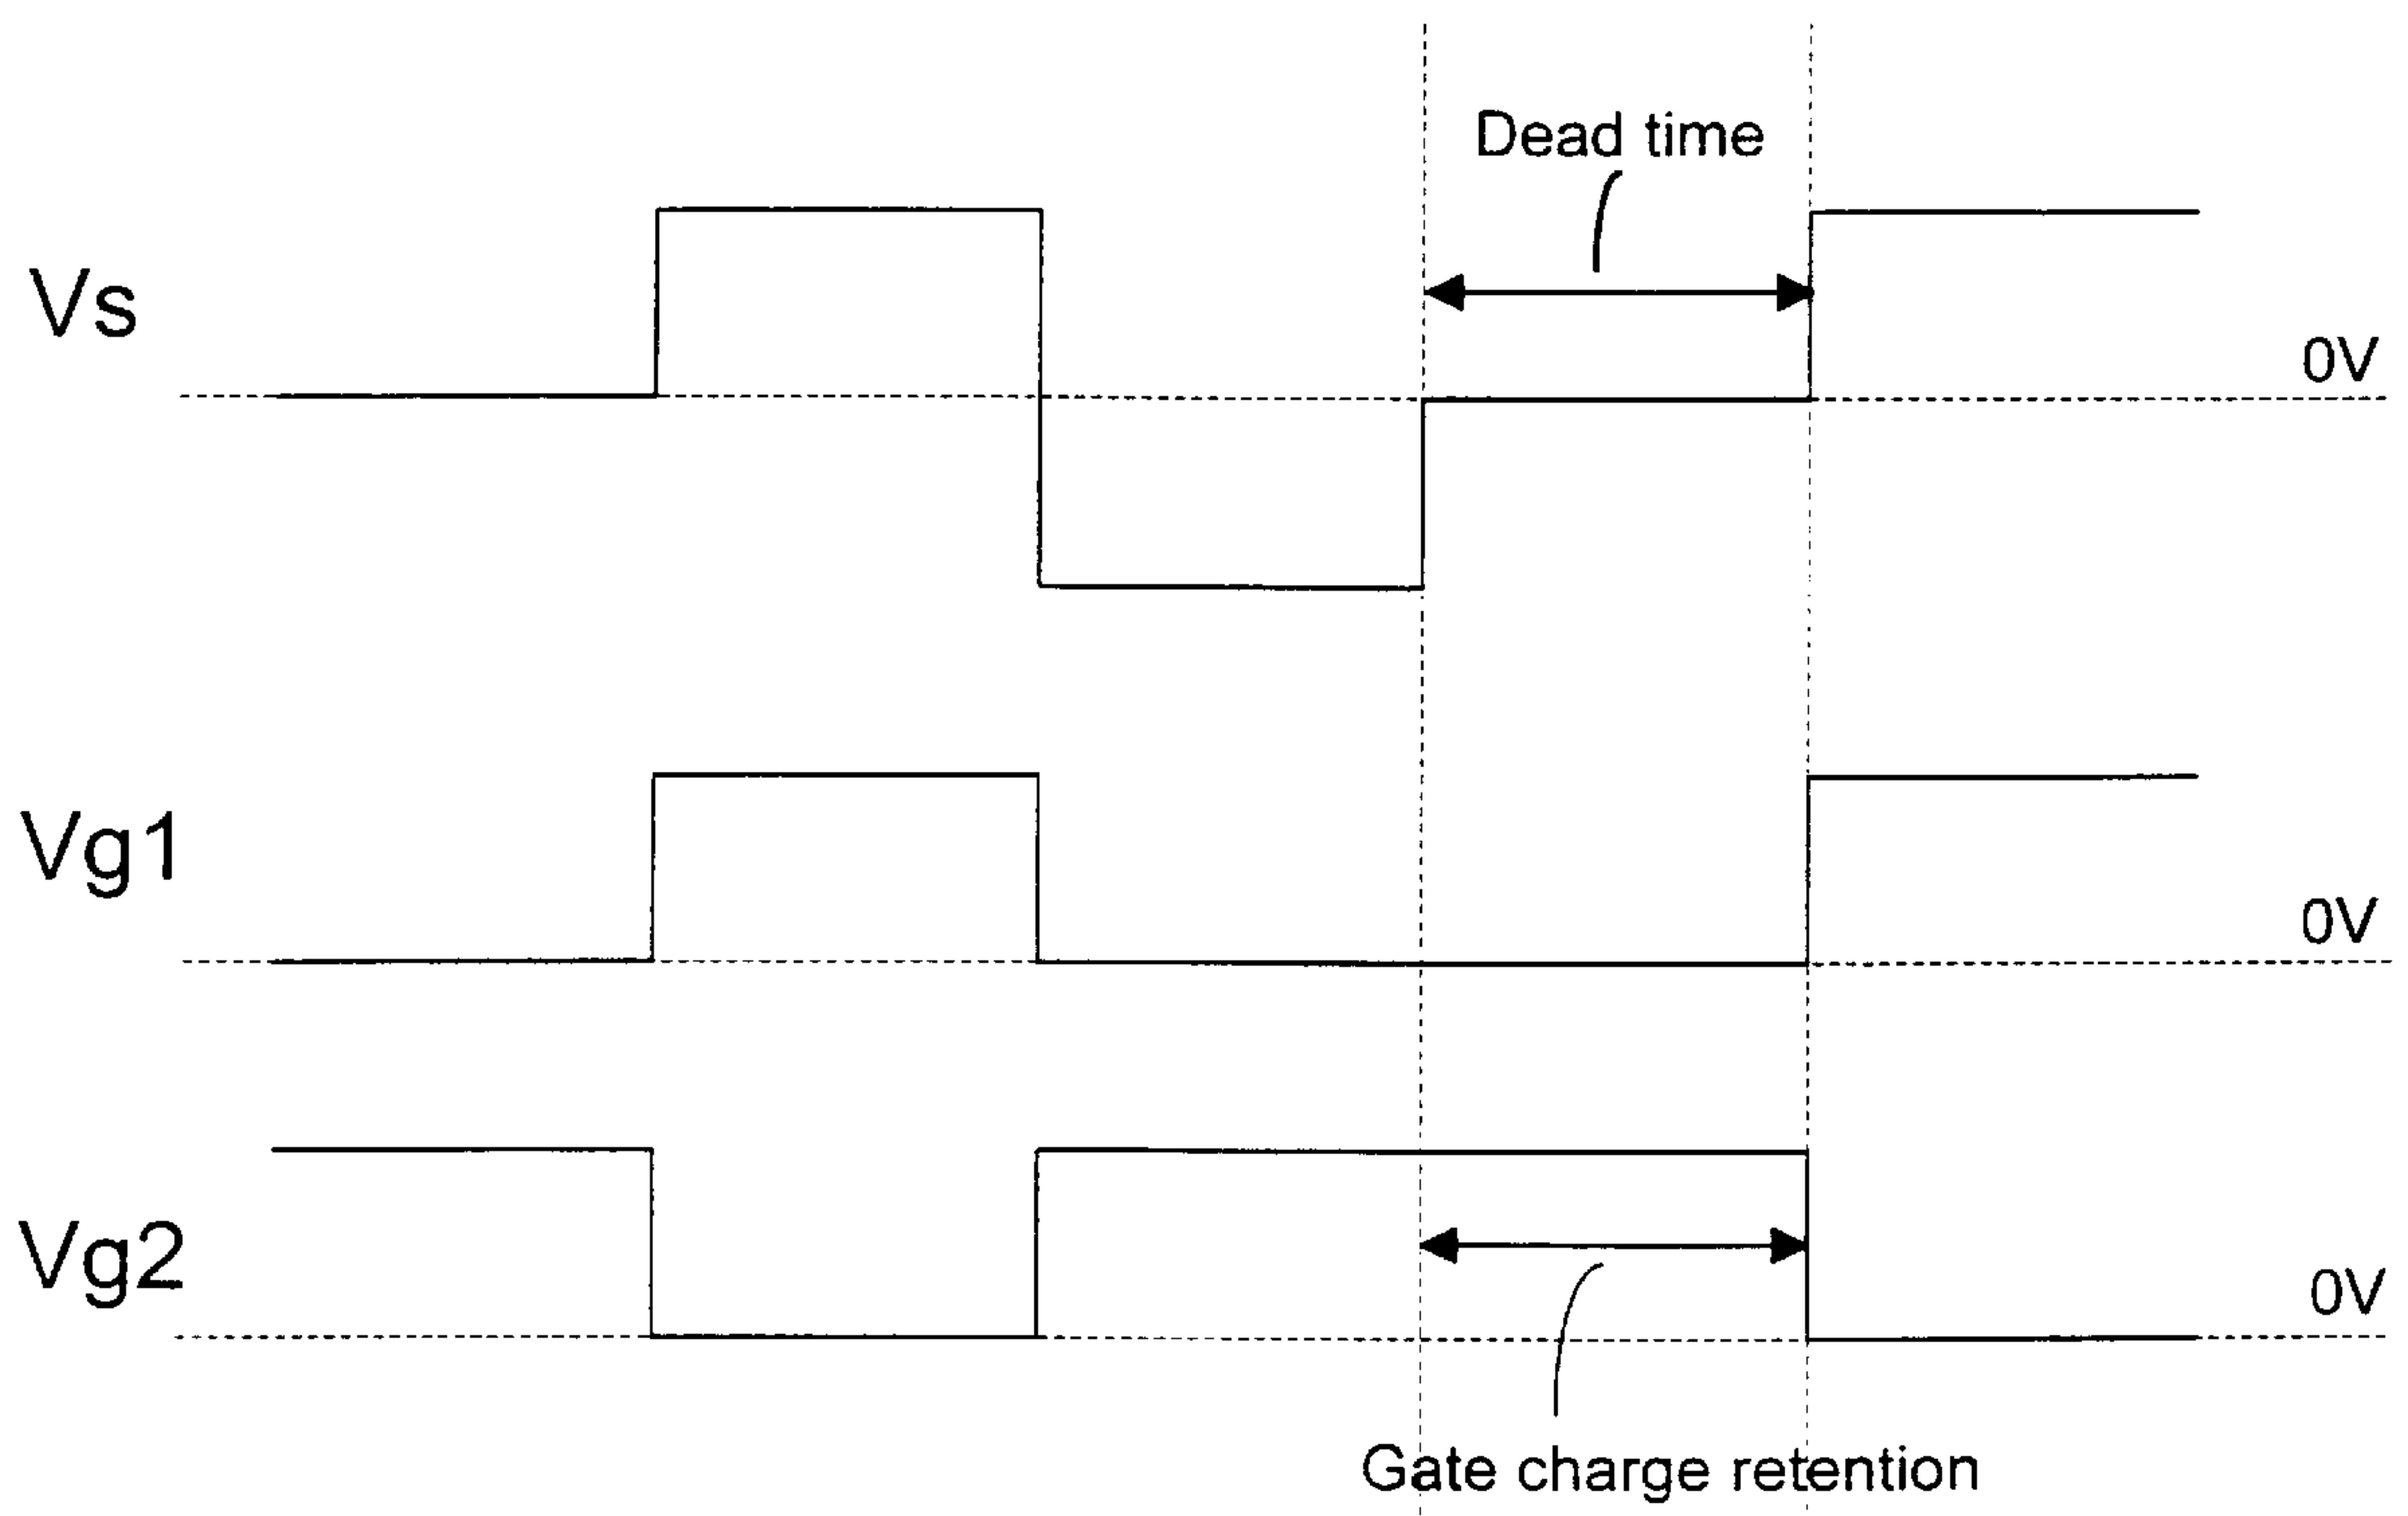 Dead time
Vs
0V
Vg1
0V
Vg2
0V
Gate charge retention